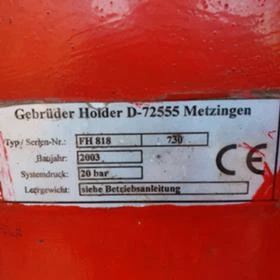 Gebrüder Holder D-72555 Metzingen
Typ/ Serien-Nr.: FH 818 730
Baujahr: 2003
Systemdruck: 20 bar
Leergewicht: siehe Betriebsanleitung
CE